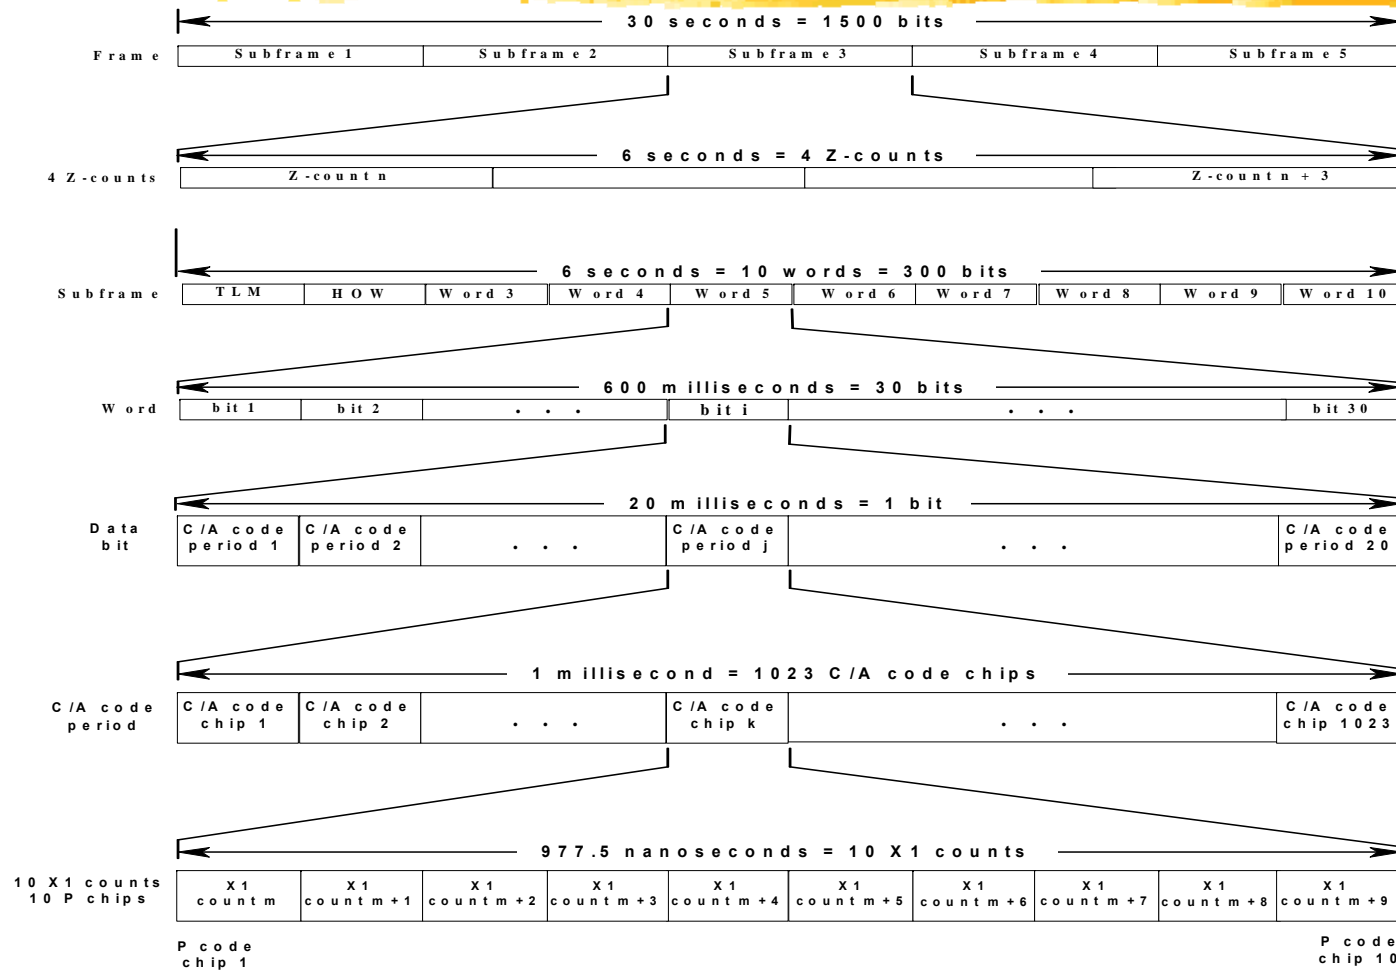 30 seconds = 1500 bits
Frame Subframe 1 Subframe 2 Subframe 3 Subframe 4 Subframe 5
6 seconds = 4 Z-counts
4 Z-counts Z-count n Z-count n + 3
6 seconds = 10 words = 300 bits
Subframe TLM HOW Word 3 Word 4 Word 5 Word 6 Word 7 Word 8 Word 9 Word 10
600 milliseconds = 30 bits
Word bit 1 bit 2 . . . bit i . . . bit 30
20 milliseconds = 1 bit
Data bit
C/A code period 1
C/A code period 2
. . .
C/A code period j
. . .
C/A code period 20
1 millisecond = 1023 C/A code chips
C/A code period
C/A code chip 1
C/A code chip 2
. . .
C/A code chip k
. . .
C/A code chip 1023
977.5 nanoseconds = 10 X1 counts
10 X1 counts
10 P chips
X1 count m
X1 count m + 1
X1 count m + 2
X1 count m + 3
X1 count m + 4
X1 count m + 5
X1 count m + 6
X1 count m + 7
X1 count m + 8
X1 count m + 9
P code chip 1
P code chip 10